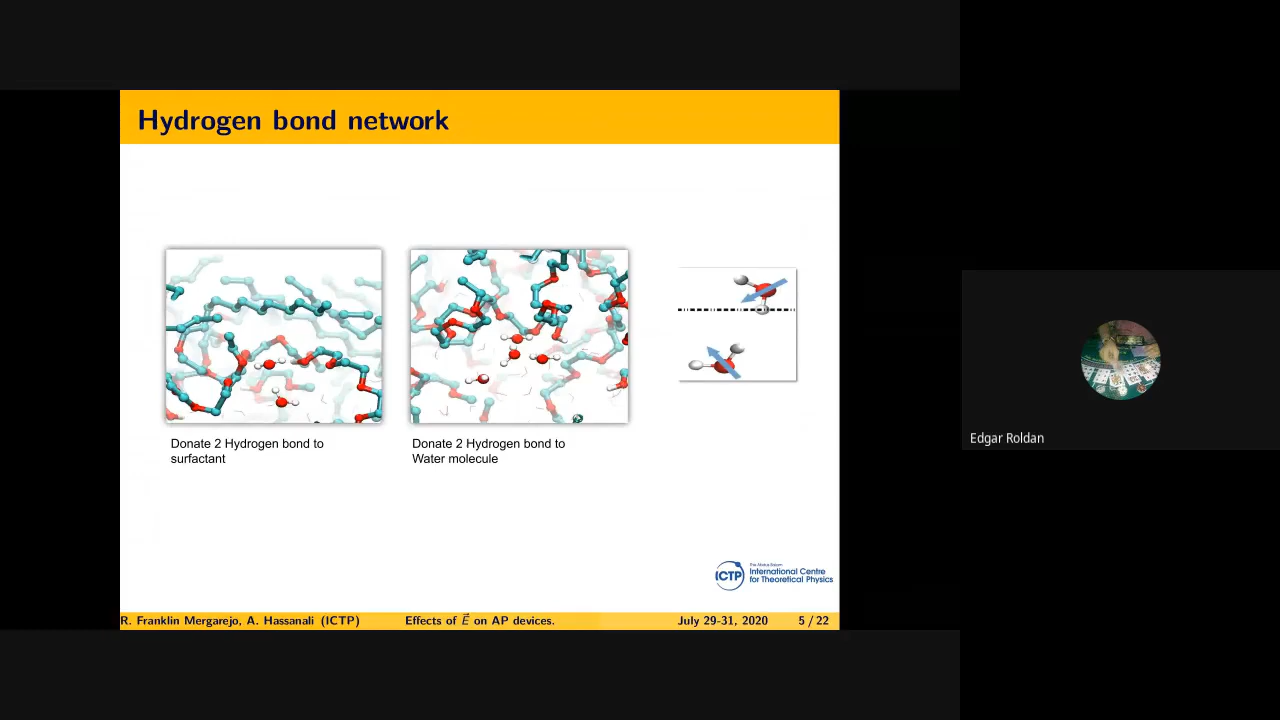 Hydrogen bond network
Donate 2 Hydrogen bond to
surfactant
Donate 2 Hydrogen bond to
Water molecule
Edgar Roldan
ICTP
The Abdus Salam
International Centre
for Theoretical Physics
R. Franklin Mergarejo, A. Hassanali (ICTP)
Effects of E⃗ on AP devices.
July 29-31, 2020
5 / 22